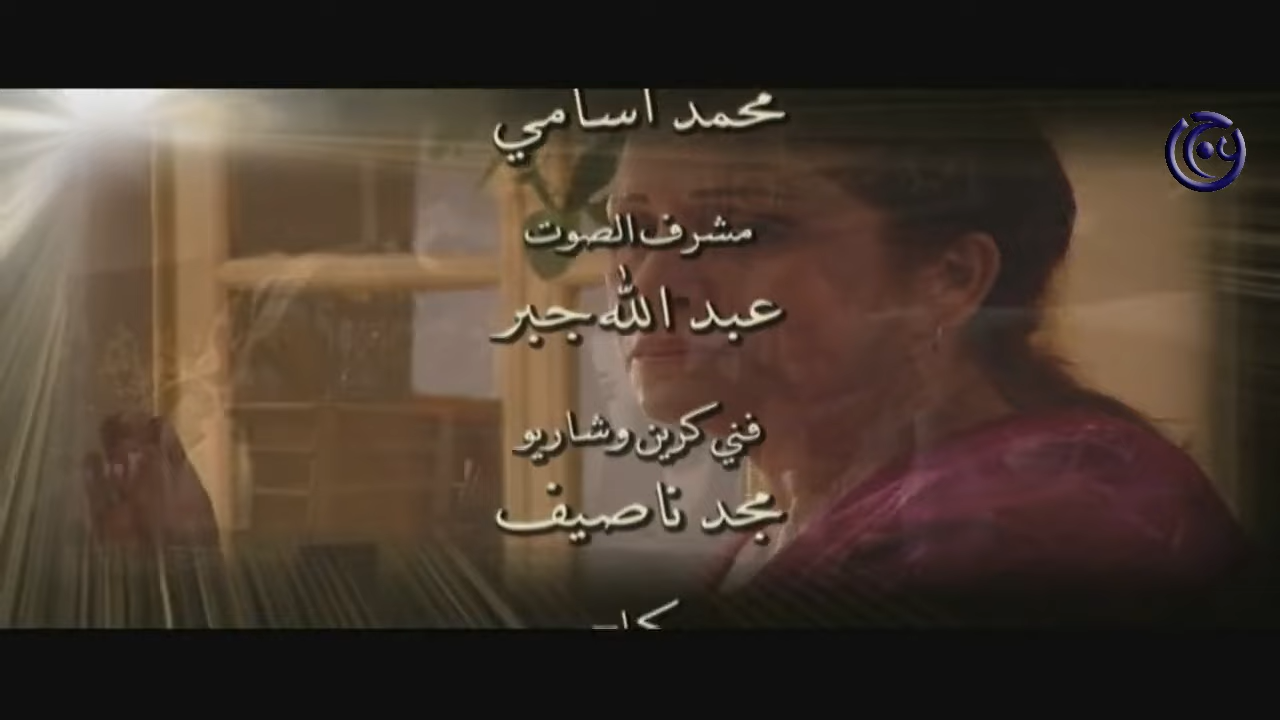 محمد اسامي
مشرف الصوت
عبد الله جبر
فني كرين وشاريو
مجد ناصيف